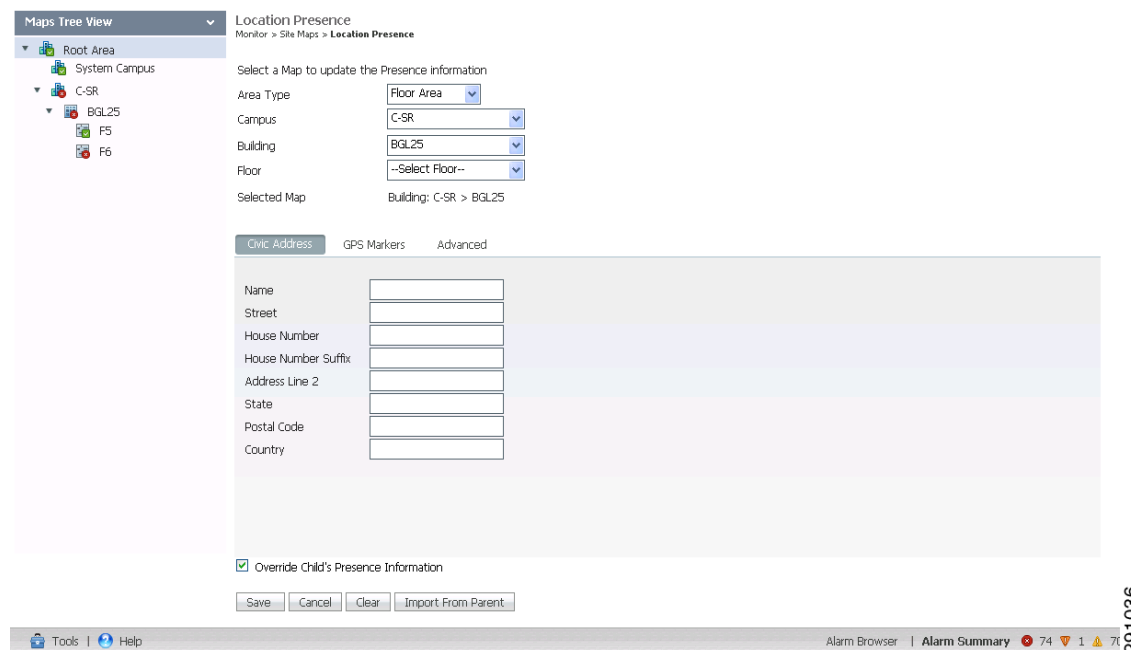 Maps Tree View
Root Area
System Campus
C-SR
BGL25
F5
F6
Location Presence
Monitor > Site Maps > Location Presence
Select a Map to update the Presence information
Area Type Floor Area
Campus C-SR
Building BGL25
Floor --Select Floor--
Selected Map Building: C-SR > BGL25
Civic Address GPS Markers Advanced
Name
Street
House Number
House Number Suffix
Address Line 2
State
Postal Code
Country
Override Child's Presence Information
Save Cancel Clear Import From Parent
Tools | Help Alarm Browser | Alarm Summary 74 1